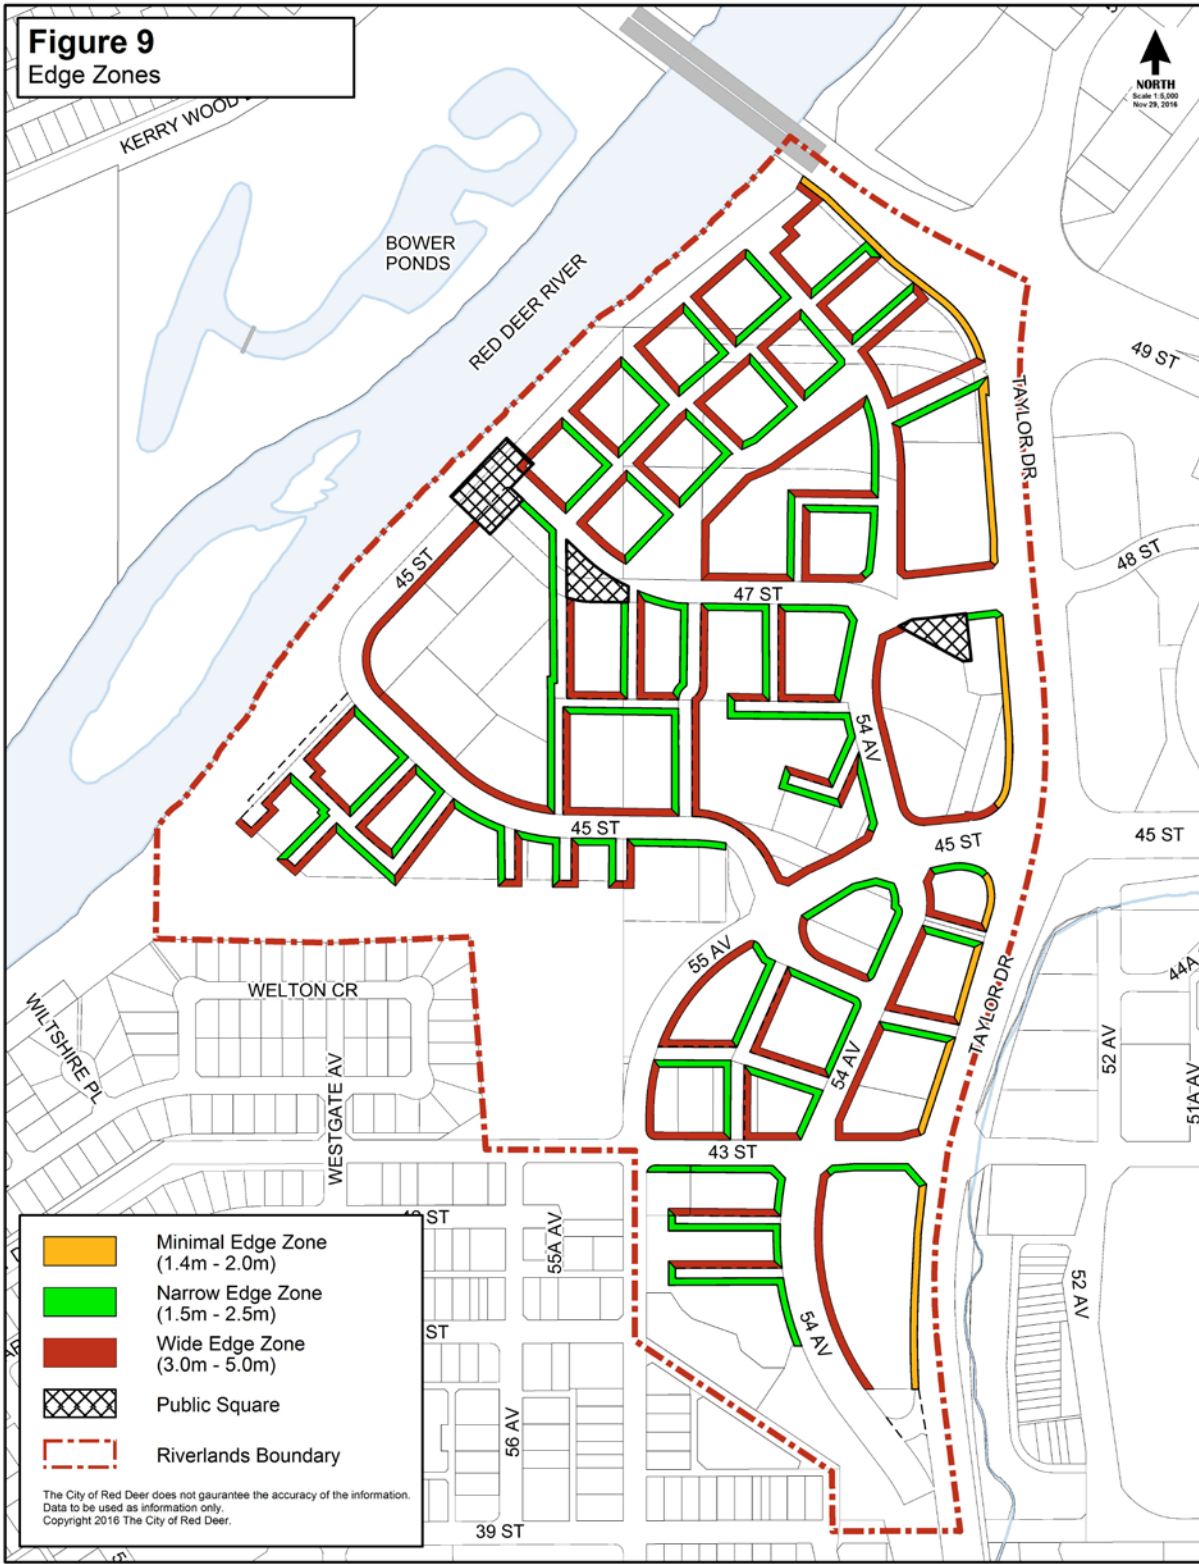 Figure 9
Edge Zones
NORTH
Scale 1:5,000
Nov 29, 2016
KERRY WOOD
BOWER
PONDS
RED DEER RIVER
49 ST
TAYLOR DR
48 ST
45 ST
47 ST
54 AV
45 ST
45 ST
45 ST
55 AV
44A
WELTON CR
WILTSHIRE PL
WESTGATE AV
TAYLOR DR
54 AV
52 AV
51A AV
43 ST
ST
55A AV
52 AV
54 AV
ST
56 AV
39 ST
Minimal Edge Zone
(1.4m - 2.0m)
Narrow Edge Zone
(1.5m - 2.5m)
Wide Edge Zone
(3.0m - 5.0m)
Public Square
Riverlands Boundary
The City of Red Deer does not gaurantee the accuracy of the information.
Data to be used as information only.
Copyright 2016 The City of Red Deer.